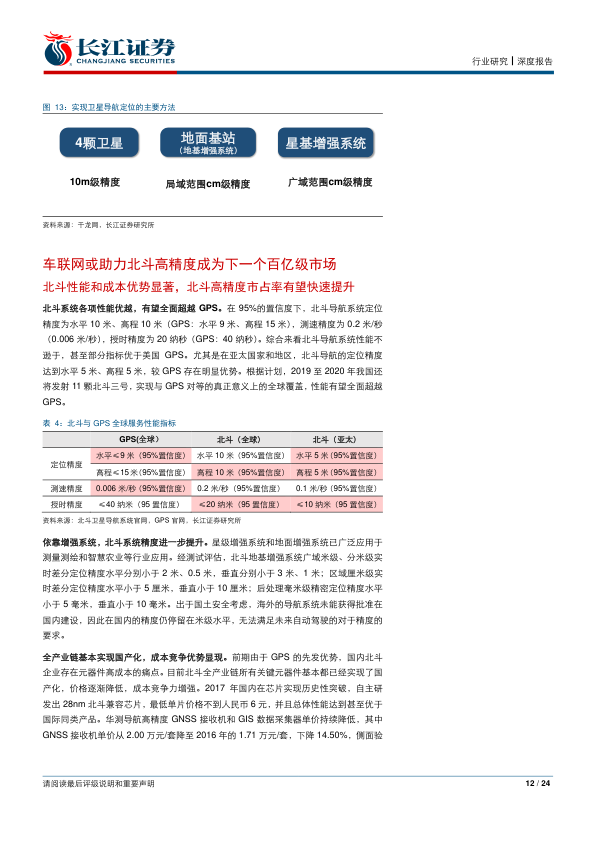 长江证券
CHANGJIANG SECURITIES
行业研究┃深度报告
图 13：实现卫星导航定位的主要方法
4颗卫星
地面基站
（地基增强系统）
星基增强系统
10m级精度
局域范围cm级精度
广域范围cm级精度
资料来源：千龙网，长江证券研究所
车联网或助力北斗高精度成为下一个百亿级市场
北斗性能和成本优势显著，北斗高精度市占率有望快速提升
北斗系统各项性能优越，有望全面超越 GPS。在 95%的置信度下，北斗导航系统定位
精度为水平 10 米、高程 10 米（GPS：水平 9 米、高程 15 米），测速精度为 0.2 米/秒
（0.006 米/秒），授时精度为 20 纳秒（GPS：40 纳秒）。综合来看北斗导航系统性能不
逊于，甚至部分指标优于美国 GPS。尤其是在亚太国家和地区，北斗导航的定位精度
达到水平 5 米、高程 5 米，较 GPS 存在明显优势。根据计划，2019 至 2020 年我国还
将发射 11 颗北斗三号，实现与 GPS 对等的真正意义上的全球覆盖，性能有望全面超越
GPS。
表 4：北斗与 GPS 全球服务性能指标
GPS(全球） 北斗（全球） 北斗（亚太）
定位精度 水平≤9 米（95%置信度） 水平 10 米（95%置信度） 水平 5 米（95%置信度）
高程≤15 米(95%置信度） 高程 10 米（95%置信度） 高程 5 米（95%置信度）
测速精度 0.006 米/秒（95%置信度） 0.2 米/秒（95%置信度） 0.1 米/秒（95%置信度）
授时精度 ≤40 纳米（95 置信度） ≤20 纳米（95 置信度） ≤10 纳米（95 置信度）
资料来源：北斗卫星导航系统官网，GPS 官网，长江证券研究所
依靠增强系统，北斗系统精度进一步提升。星级增强系统和地面增强系统已广泛应用于
测量测绘和智慧农业等行业应用。经测试评估，北斗地基增强系统广域米级、分米级实
时差分定位精度水平分别小于 2 米、0.5 米，垂直分别小于 3 米、1 米；区域厘米级实
时差分定位精度水平小于 5 厘米，垂直小于 10 厘米；后处理毫米级精密定位精度水平
小于 5 毫米，垂直小于 10 毫米。出于国土安全考虑，海外的导航系统未能获得批准在
国内建设，因此在国内的精度仍停留在米级水平，无法满足未来自动驾驶的对于精度的
要求。
全产业链基本实现国产化，成本竞争优势显现。前期由于 GPS 的先发优势，国内北斗
企业存在元器件高成本的痛点。目前北斗全产业链所有关键元器件基本都已经实现了国
产化，价格逐渐降低，成本竞争力增强。2017 年国内在芯片实现历史性突破，自主研
发出 28nm 北斗兼容芯片，最低单片价格不到人民币 6 元，并且总体性能达到甚至优于
国际同类产品。华测导航高精度 GNSS 接收机和 GIS 数据采集器单价持续降低，其中
GNSS 接收机单价从 2.00 万元/套降至 2016 年的 1.71 万元/套，下降 14.50%，侧面验
请阅读最后评级说明和重要声明
12 / 24